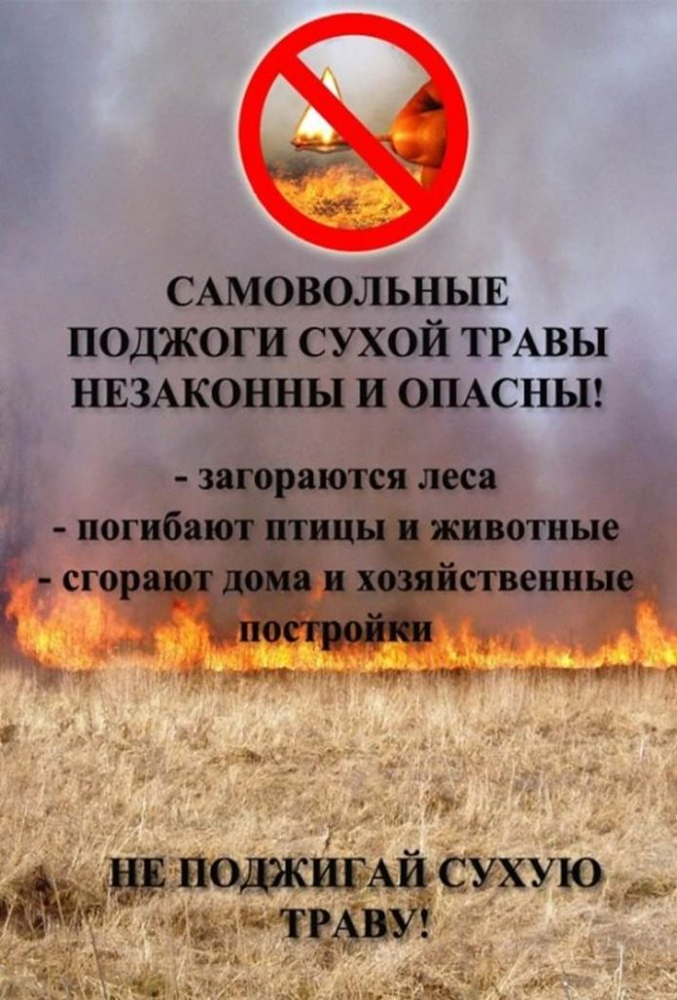 САМОВОЛЬНЫЕ
ПОДЖОГИ СУХОЙ ТРАВЫ
НЕЗАКОННЫ И ОПАСНЫ!
- загораются леса
- погибают птицы и животные
- сгорают дома и хозяйственные
постройки
НЕ ПОДЖИГАЙ СУХУЮ
ТРАВУ!